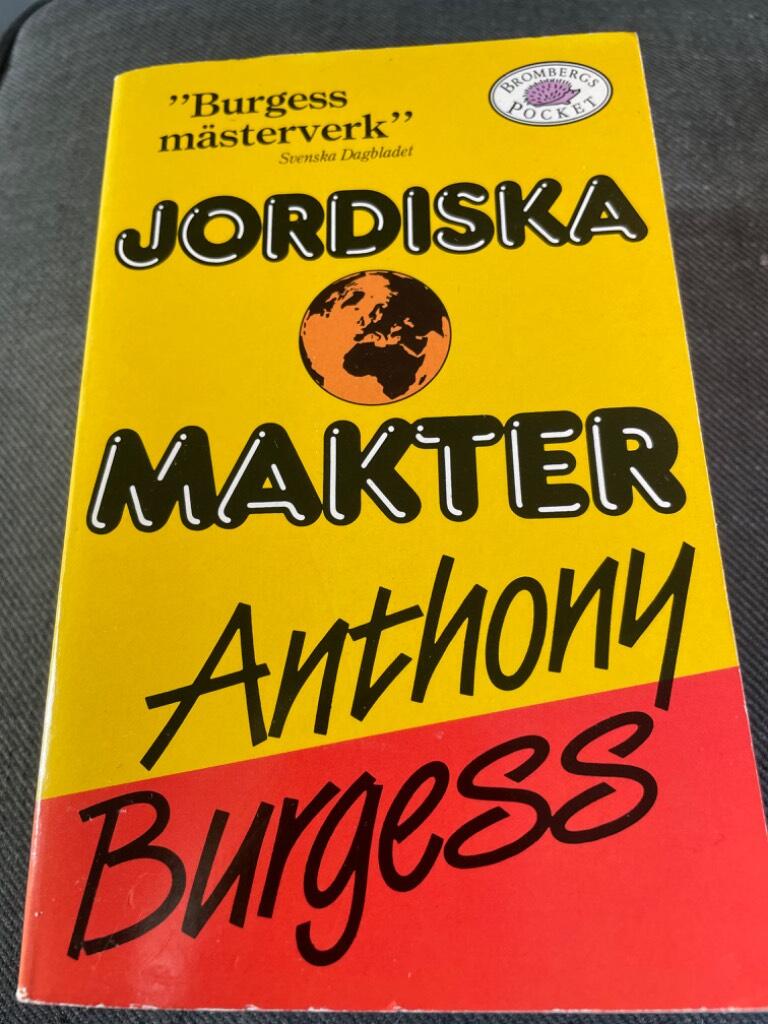 ”Burgess
mästerverk”
Svenska Dagbladet
BROMBERGS
POCKET
JORDISKA
MAKTER
Anthony
Burgess